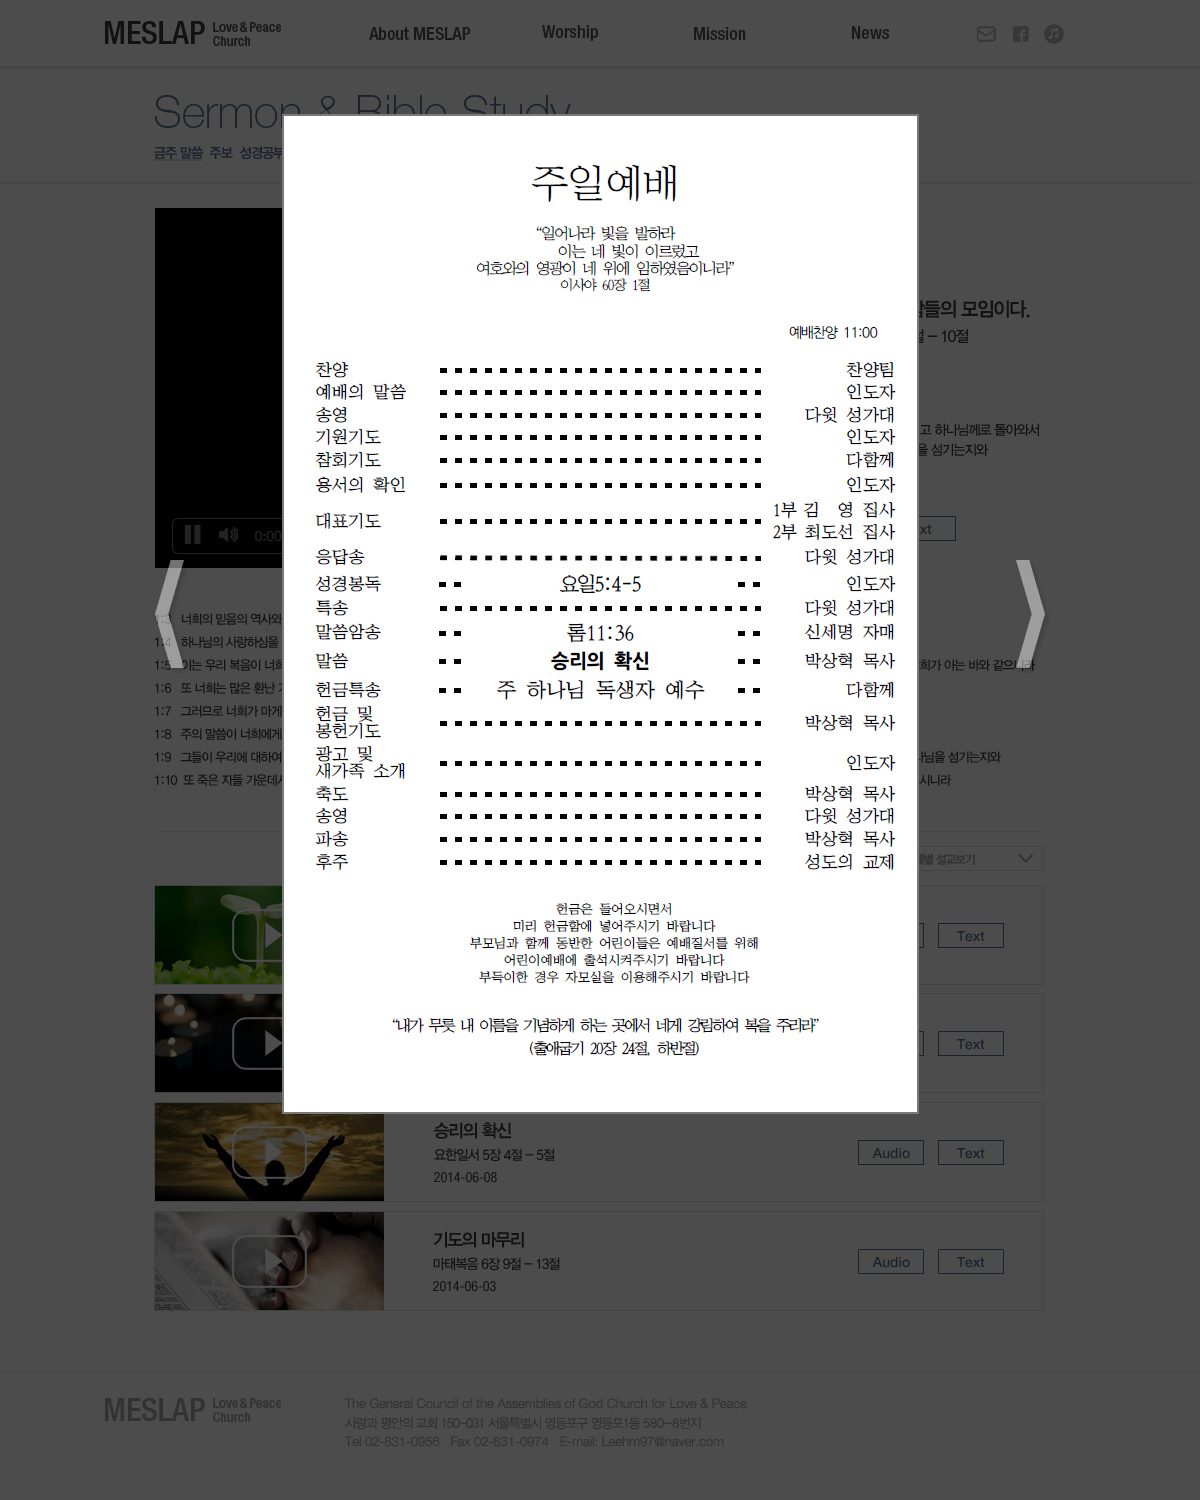 MESLAP Love & Peace Church
About MESLAP
Worship
Mission
News
Sermon & Bible Study
금주 말씀 주보 성경공부
주일예배
“일어나라 빛을 발하라
이는 네 빛이 이르렀고
여호와의 영광이 네 위에 임하였음이니라”
이사야 60장 1절
예배찬양 11:00
찬양 찬양팀
예배의 말씀 인도자
송영 다윗 성가대
기원기도 인도자
참회기도 다함께
용서의 확인 인도자
대표기도 1부 김 영 집사
2부 최도선 집사
응답송 다윗 성가대
성경봉독 요일5:4-5 인도자
특송 다윗 성가대
말씀암송 롬11:36 신세명 자매
말씀 승리의 확신 박상혁 목사
헌금특송 주 하나님 독생자 예수 다함께
헌금 및
봉헌기도 박상혁 목사
광고 및
새가족 소개 인도자
축도 박상혁 목사
송영 다윗 성가대
파송 박상혁 목사
후주 성도의 교제
헌금은 들어오시면서
미리 헌금함에 넣어주시기 바랍니다
부모님과 함께 동반한 어린이들은 예배질서를 위해
어린이예배에 출석시켜주시기 바랍니다
부득이한 경우 자모실을 이용해주시기 바랍니다
“내가 무릇 내 이름을 기념하게 하는 곳에서 네게 강림하여 복을 주리라”
(출애굽기 20장 24절, 하반절)
들의 모임이다.
– 10절
고 하나님께로 돌아와서
을 섬기는지와
0:00
너희의 믿음의 역사와
1:4 하나님의 사랑하심을
1:5 이는 우리 복음이 너희
희가 아는 바와 같으니라
1:6 또 너희는 많은 환난
1:7 그러므로 너희가 마게
1:8 주의 말씀이 너희에게
1:9 그들이 우리에 대하여
나님을 섬기는지와
1:10 또 죽은 자들 가운데서
시니라
별 설교보기
Text
Text
승리의 확신
요한일서 5장 4절 – 5절
2014-06-08
Audio
Text
기도의 마무리
마태복음 6장 9절 – 13절
2014-06-03
Audio
Text
MESLAP Love & Peace Church
The General Council of the Assemblies of God Church for Love & Peace
사랑과 평안의 교회 150-031 서울특별시 영등포구 영등포1동 580-8번지
Tel 02-831-0956 Fax 02-831-0974 E-mail: Leehm97@naver.com